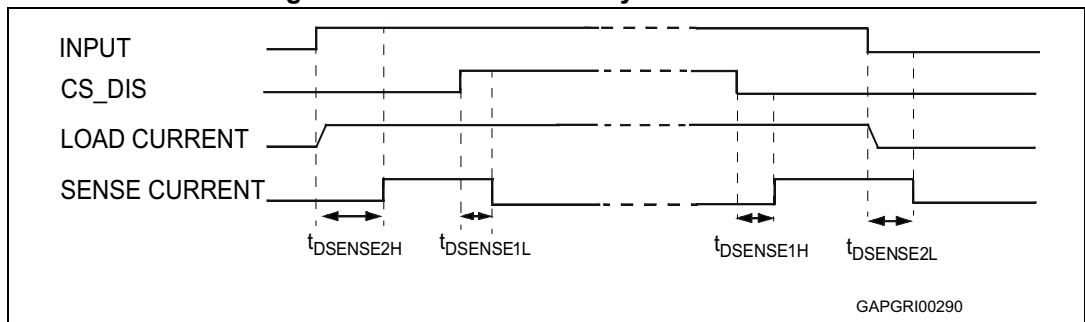 INPUT
CS_DIS
LOAD CURRENT
SENSE CURRENT
tDSENSE2H tDSENSE1L tDSENSE1H tDSENSE2L
GAPGRI00290